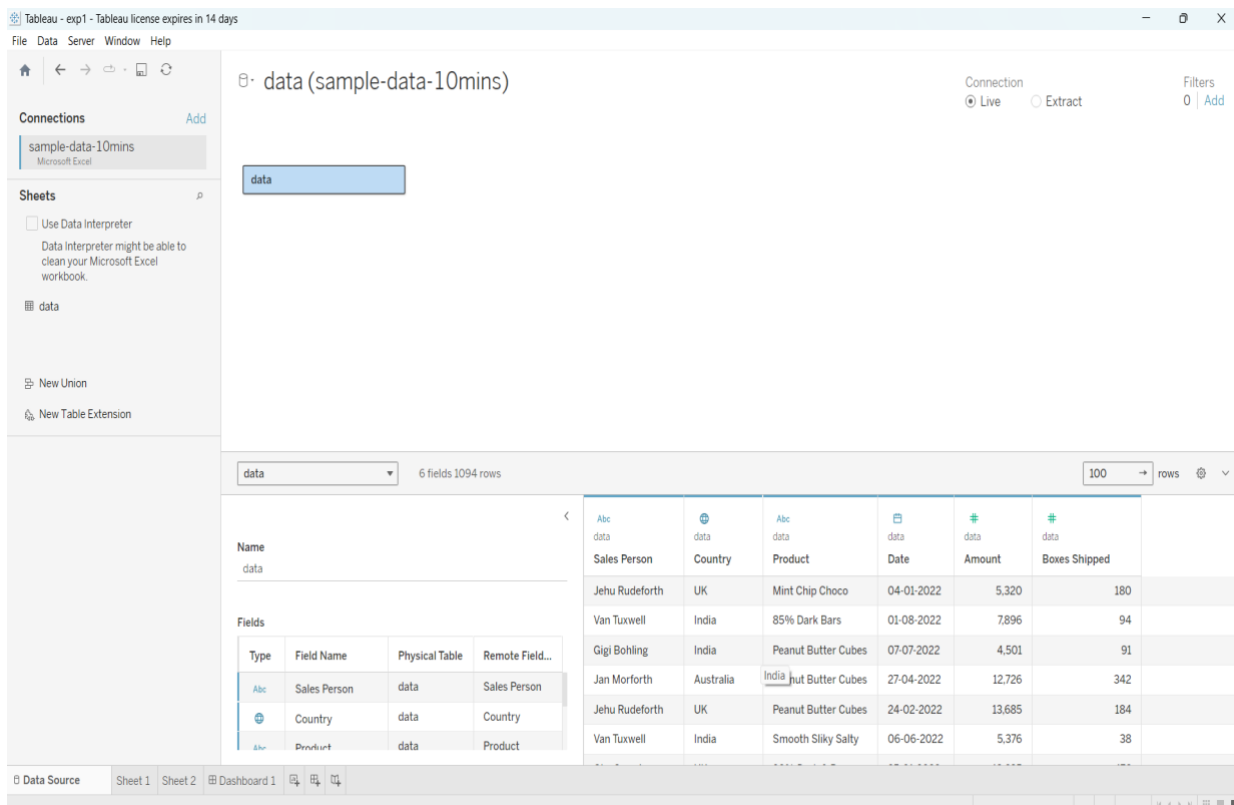 Tableau - exp1 - Tableau license expires in 14 days
File Data Server Window Help
data (sample-data-10mins)
Connection
Live Extract
Filters
0 Add
Connections Add
sample-data-10mins
Microsoft Excel
data
Sheets
Use Data Interpreter
Data Interpreter might be able to
clean your Microsoft Excel
workbook.
data
New Union
New Table Extension
data 6 fields 1094 rows 100 rows
Name
data
Fields
Type Field Name Physical Table Remote Field...
Abc Sales Person data Sales Person
Country data Country
Abc Product data Product
Abc Abc
data data data data data data
Sales Person Country Product Date Amount Boxes Shipped
Jehu Rudeforth UK Mint Chip Choco 04-01-2022 5,320 180
Van Tuxwell India 85% Dark Bars 01-08-2022 7,896 94
Gigi Bohling India Peanut Butter Cubes 07-07-2022 4,501 91
Jan Morforth Australia India nut Butter Cubes 27-04-2022 12,726 342
Jehu Rudeforth UK Peanut Butter Cubes 24-02-2022 13,685 184
Van Tuxwell India Smooth Sliky Salty 06-06-2022 5,376 38
Data Source Sheet 1 Sheet 2 Dashboard 1